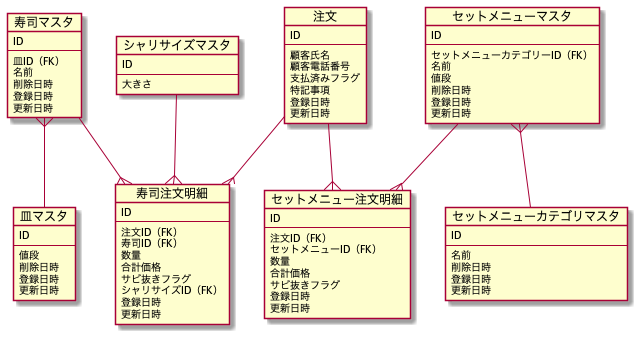 寿司マスタ
ID
皿ID（FK）
名前
削除日時
登録日時
更新日時
シャリサイズマスタ
ID
大きさ
注文
ID
顧客氏名
顧客電話番号
支払済みフラグ
特記事項
登録日時
更新日時
セットメニューマスタ
ID
セットメニューカテゴリーID（FK）
名前
値段
削除日時
登録日時
更新日時
皿マスタ
ID
値段
削除日時
登録日時
更新日時
寿司注文明細
ID
注文ID（FK）
寿司ID（FK）
数量
合計価格
サビ抜きフラグ
シャリサイズID（FK）
登録日時
更新日時
セットメニュー注文明細
ID
注文ID（FK）
セットメニューID（FK）
数量
合計価格
サビ抜きフラグ
登録日時
更新日時
セットメニューカテゴリマスタ
ID
名前
削除日時
登録日時
更新日時